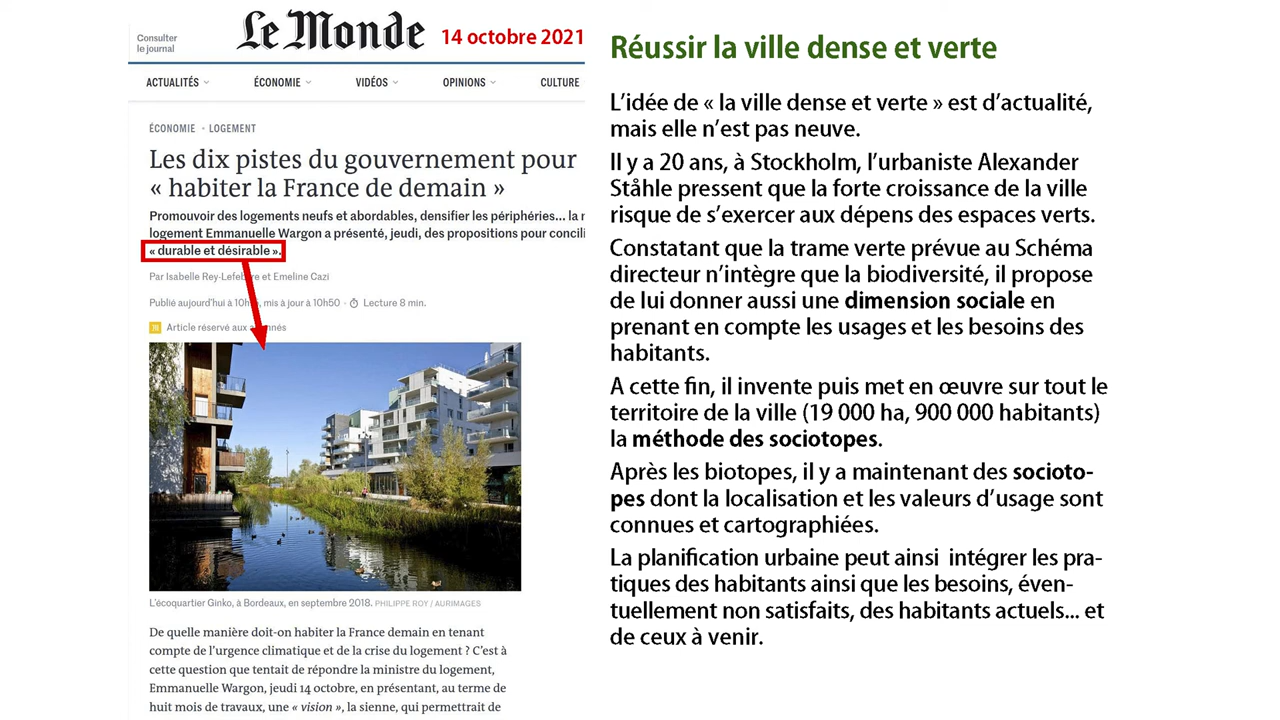 Consulter
le journal
Le Monde
14 octobre 2021
ACTUALITÉS
ÉCONOMIE
VIDÉOS
OPINIONS
CULTURE
ÉCONOMIE • LOGEMENT
Les dix pistes du gouvernement pour
« habiter la France de demain »
Promouvoir des logements neufs et abordables, densifier les périphéries... la
logement Emmanuelle Wargon a présenté, jeudi, des propositions pour
« durable et désirable ».
Par Isabelle et Emeline Cazi
Publié aujourd'hui à mis à jour à 10h50 · Lecture 8 min.
Article réservé aux
L'écoquartier Ginko, à Bordeaux, en septembre 2018. PHILIPPE ROY / AURIMAGES
De quelle manière doit-on habiter la France demain en tenant
compte de l'urgence climatique et de la crise du logement ? C'est à
cette question que tentait de répondre la ministre du logement,
Emmanuelle Wargon, jeudi 14 octobre, en présentant, au terme de
huit mois de travaux, une « vision », la sienne, qui permettrait de
Réussir la ville dense et verte
L'idée de « la ville dense et verte » est d'actualité,
mais elle n'est pas neuve.
Il y a 20 ans, à Stockholm, l'urbaniste Alexander
Ståhle pressent que la forte croissance de la ville
risque de s'exercer aux dépens des espaces verts.
Constatant que la trame verte prévue au Schéma
directeur n'intègre que la biodiversité, il propose
de lui donner aussi une dimension sociale en
prenant en compte les usages et les besoins des
habitants.
A cette fin, il invente puis met en œuvre sur tout le
territoire de la ville (19 000 ha, 900 000 habitants)
la méthode des sociotopes.
Après les biotopes, il y a maintenant des socioto-
pes dont la localisation et les valeurs d'usage sont
connues et cartographiées.
La planification urbaine peut ainsi intégrer les pra-
tiques des habitants ainsi que les besoins, éven-
tuellement non satisfaits, des habitants actuels... et
de ceux à venir.